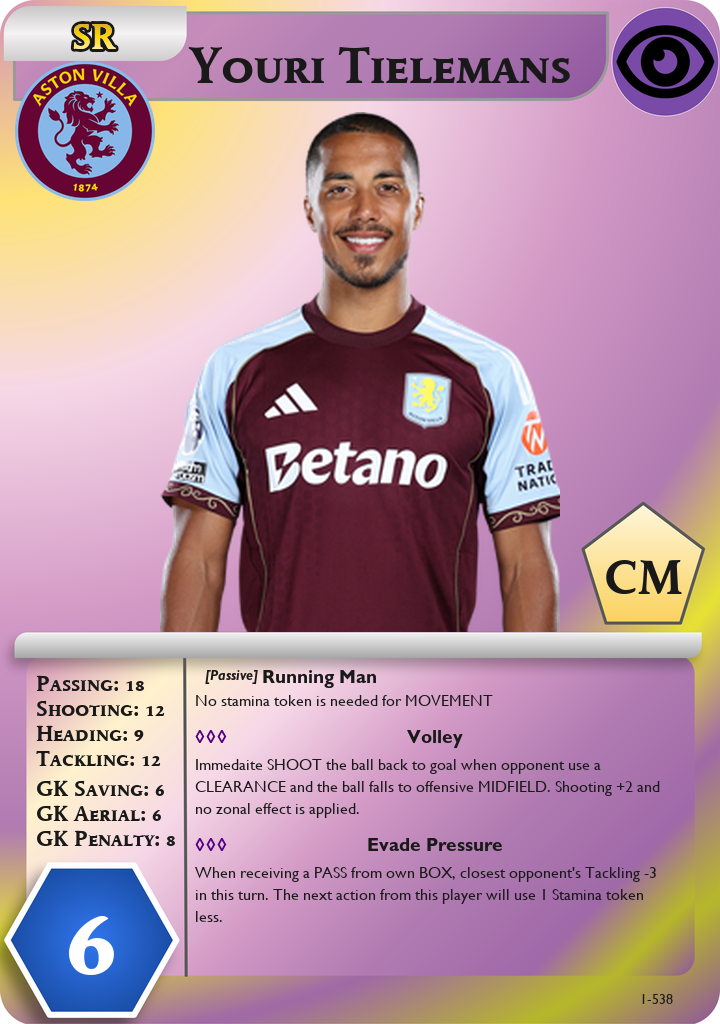 SR
Youri Tielemans
ASTON VILLA
1874
Betano
TRAD
NATIO
CM
Passing: 18
Shooting: 12
Heading: 9
Tackling: 12
GK Saving: 6
GK Aerial: 6
GK Penalty: 8
6
[Passive] Running Man
No stamina token is needed for MOVEMENT
◊◊◊ Volley
Immedaite SHOOT the ball back to goal when opponent use a
CLEARANCE and the ball falls to offensive MIDFIELD. Shooting +2 and
no zonal effect is applied.
◊◊◊ Evade Pressure
When receiving a PASS from own BOX, closest opponent's Tackling -3
in this turn. The next action from this player will use 1 Stamina token
less.
1-538